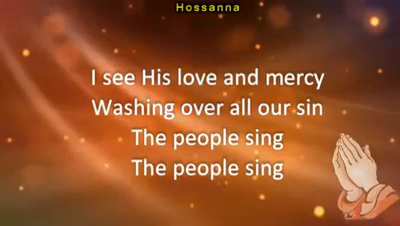 Hossanna
I see His love and mercy
Washing over all our sin
The people sing
The people sing